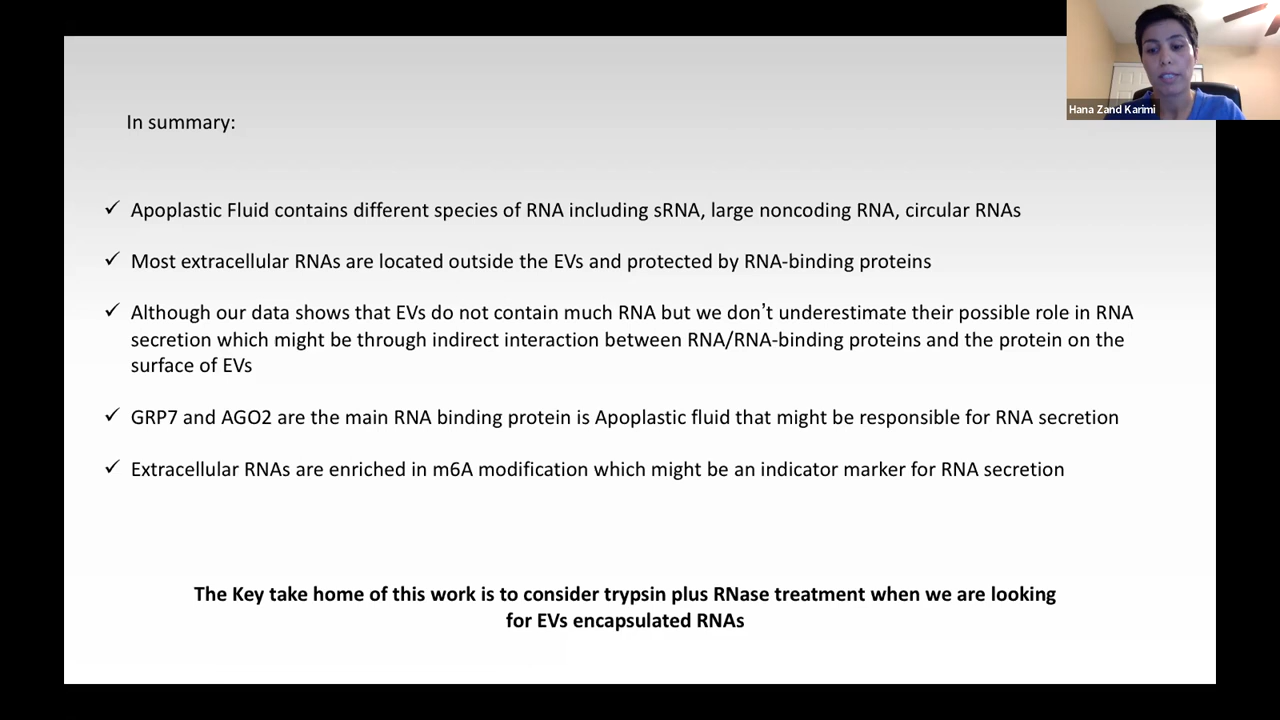 Hana Zand Karimi
In summary:
✓ Apoplastic Fluid contains different species of RNA including sRNA, large noncoding RNA, circular RNAs
✓ Most extracellular RNAs are located outside the EVs and protected by RNA-binding proteins
✓ Although our data shows that EVs do not contain much RNA but we don’t underestimate their possible role in RNA
secretion which might be through indirect interaction between RNA/RNA-binding proteins and the protein on the
surface of EVs
✓ GRP7 and AGO2 are the main RNA binding protein is Apoplastic fluid that might be responsible for RNA secretion
✓ Extracellular RNAs are enriched in m6A modification which might be an indicator marker for RNA secretion
The Key take home of this work is to consider trypsin plus RNase treatment when we are looking
for EVs encapsulated RNAs